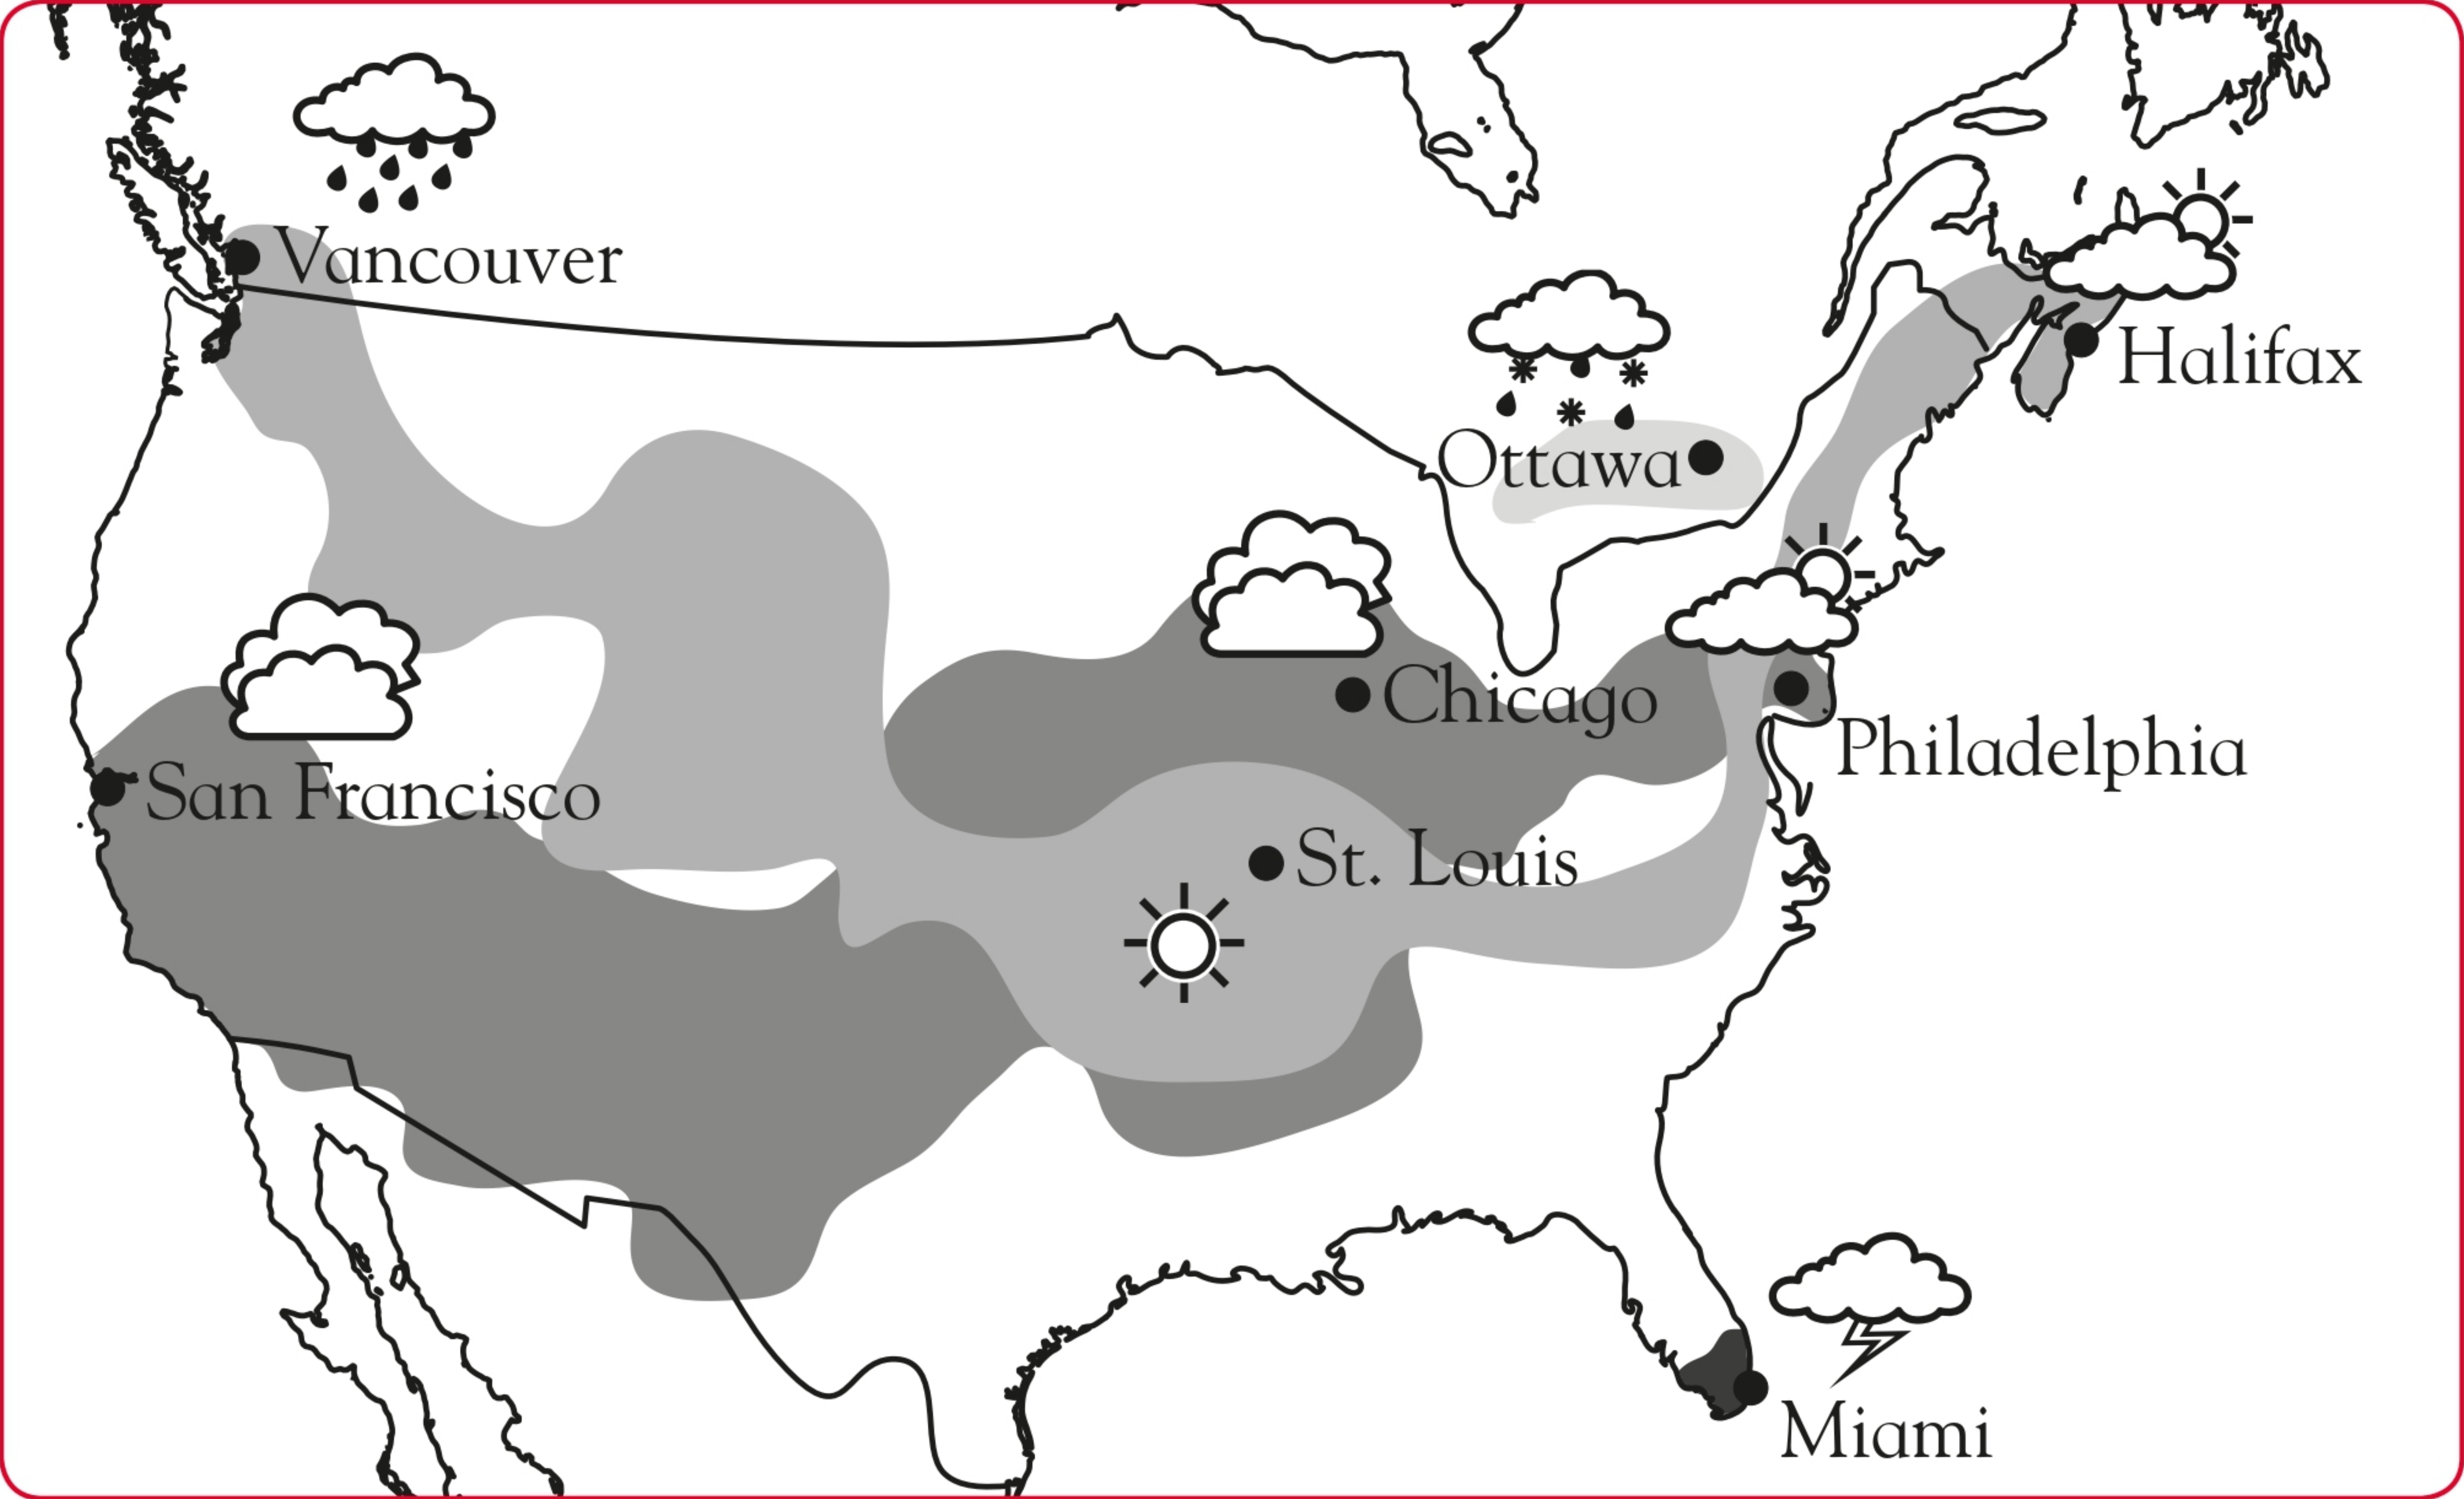 Vancouver
Halifax
Ottawa
Chicago
Philadelphia
San Francisco
St. Louis
Miami